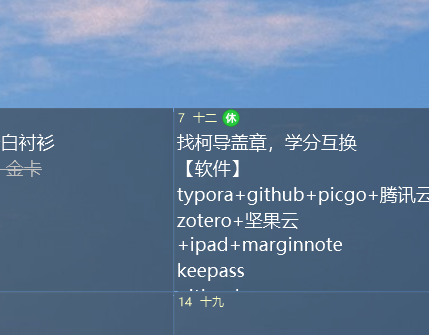 白衬衫
金卡
7 十二 休
找柯导盖章，学分互换
【软件】
typora+github+picgo+腾讯云
zotero+坚果云
+ipad+marginnote
keepass
14 十九